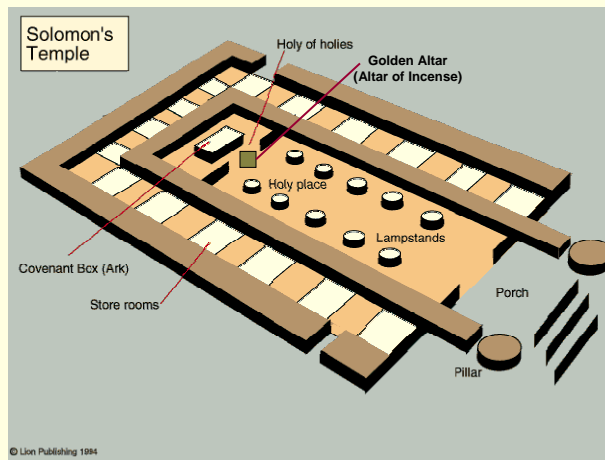 Solomon's
Temple
Holy of holies
Golden Altar
(Altar of Incense)
Holy place
Lampstands
Covenant Box (Ark)
Store rooms
Porch
Pillar
© Lion Publishing 1994